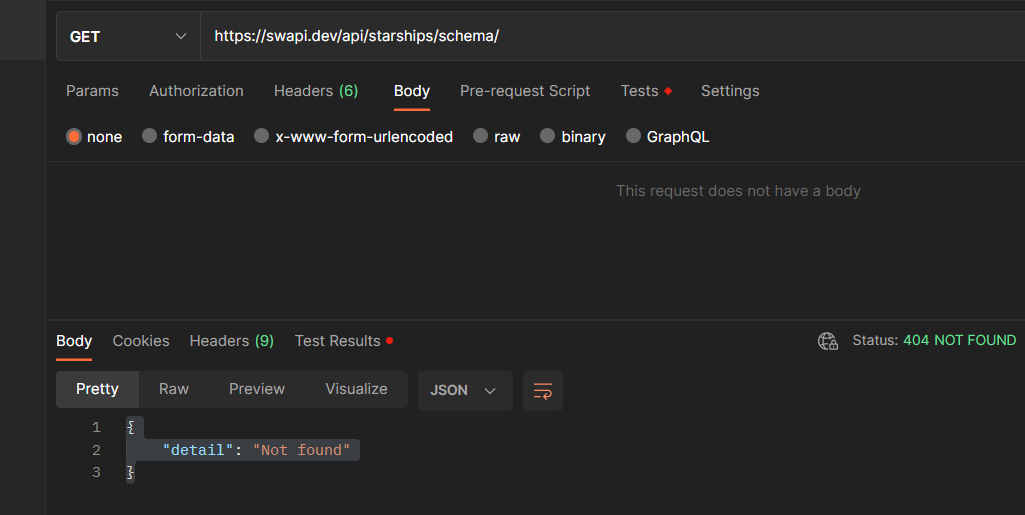 GET https://swapi.dev/api/starships/schema/
Params Authorization Headers (6) Body Pre-request Script Tests Settings
none form-data x-www-form-urlencoded raw binary GraphQL
This request does not have a body
Body Cookies Headers (9) Test Results Status: 404 NOT FOUND
Pretty Raw Preview Visualize JSON
1 {
2 "detail": "Not found"
3 }